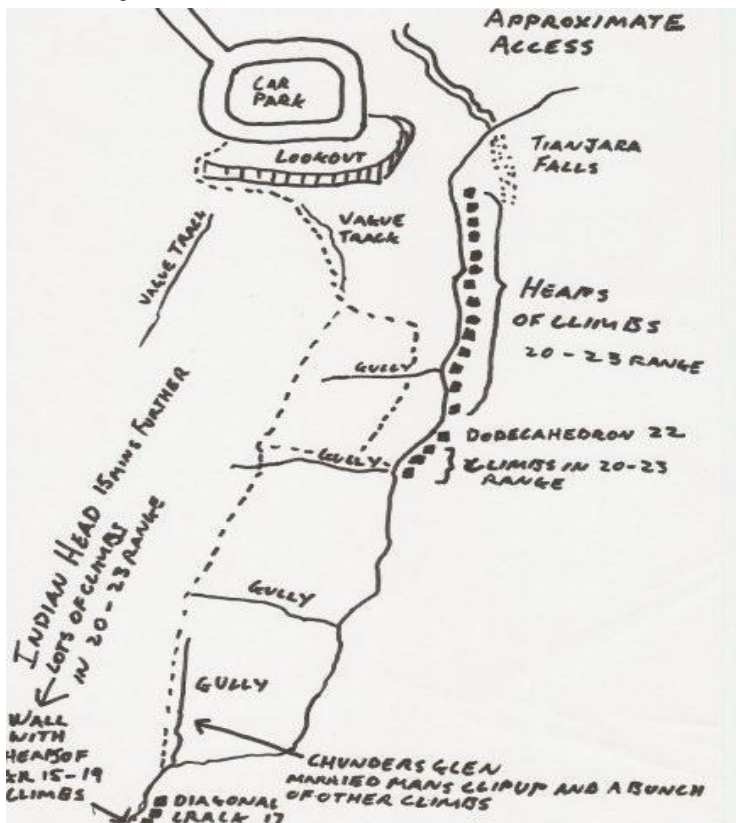 APPROXIMATE
ACCESS
CAR
PARK
LOOKOUT
TIANJARA
FALLS
VAGUE TRACK
VAGUE
TRACK
HEAPS
OF CLIMBS
20-23 RANGE
GULLY
DODECAHEDRON 22
GULLY
CLIMBS IN 20-23
RANGE
INDIAN HEAD 15 MINS FURTHER
LOTS OF CLIMBS
IN 20-23 RANGE
GULLY
GULLY
WALL
WITH
HEAPS OF
GR 15-19
CLIMBS
CHUNDERS GLEN
MARRIED MANS CLIPUP AND A BUNCH
OF OTHER CLIMBS
DIAGONAL
CRACK 17